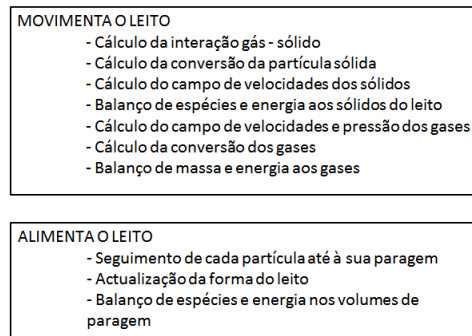 MOVIMENTA O LEITO
- Cálculo da interação gás - sólido
- Cálculo da conversão da partícula sólida
- Cálculo do campo de velocidades dos sólidos
- Balanço de espécies e energia aos sólidos do leito
- Cálculo do campo de velocidades e pressão dos gases
- Cálculo da conversão dos gases
- Balanço de massa e energia aos gases
ALIMENTA O LEITO
- Seguimento de cada partícula até à sua paragem
- Actualização da forma do leito
- Balanço de espécies e energia nos volumes de
paragem